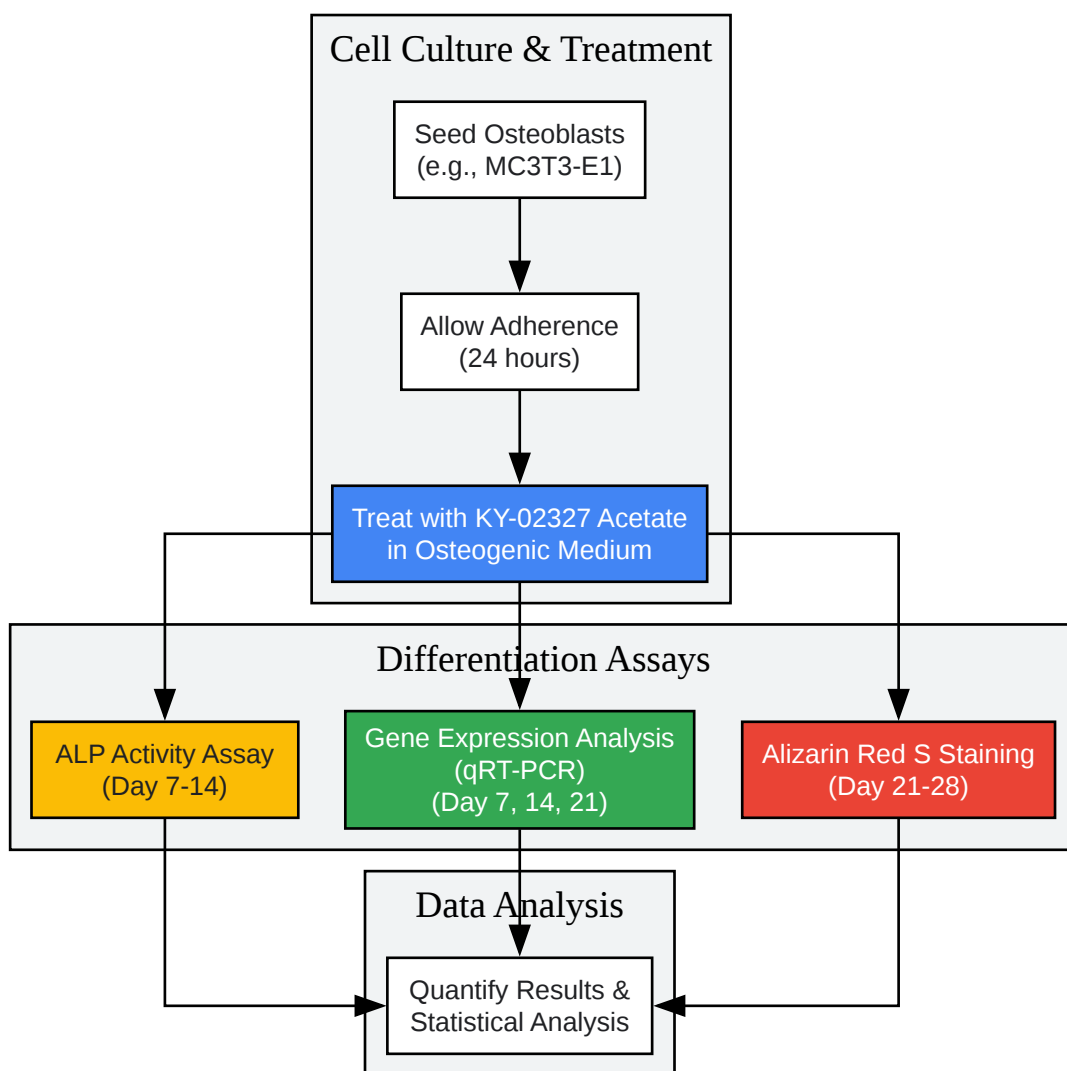 Cell Culture & Treatment
Seed Osteoblasts
(e.g., MC3T3-E1)
Allow Adherence
(24 hours)
Treat with KY-02327 Acetate
in Osteogenic Medium
Differentiation Assays
ALP Activity Assay
(Day 7-14)
Gene Expression Analysis
(qRT-PCR)
(Day 7, 14, 21)
Alizarin Red S Staining
(Day 21-28)
Data Analysis
Quantify Results &
Statistical Analysis